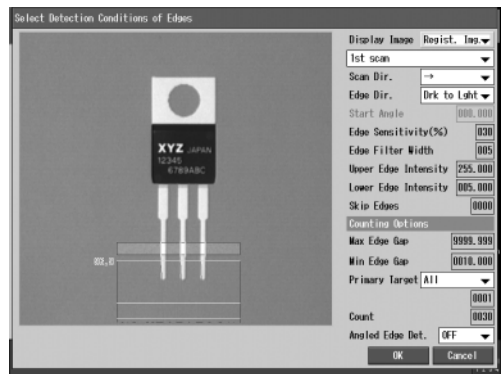 Select Detection Conditions of Edges
Display Image Regist. Img.
1st scan
Scan Dir. →
Edge Dir. Drk to Lght
Start Angle 000.000
Edge Sensitivity(%) 030
Edge Filter Width 005
Upper Edge Intensity 255.000
Lower Edge Intensity 005.000
Skip Edges 0000
Counting Options
Max Edge Gap 9999.999
Min Edge Gap 0010.000
Primary Target All
0001
Count 0030
Angled Edge Det. OFF
OK Cancel
XYZ JAPAN
12345
6789ABC